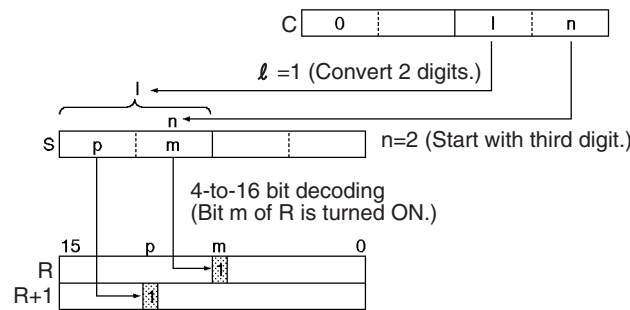 C 0 l n
ℓ =1 (Convert 2 digits.)
l
n
S p m
n=2 (Start with third digit.)
4-to-16 bit decoding
(Bit m of R is turned ON.)
15 p m 0
R 1
R+1 1